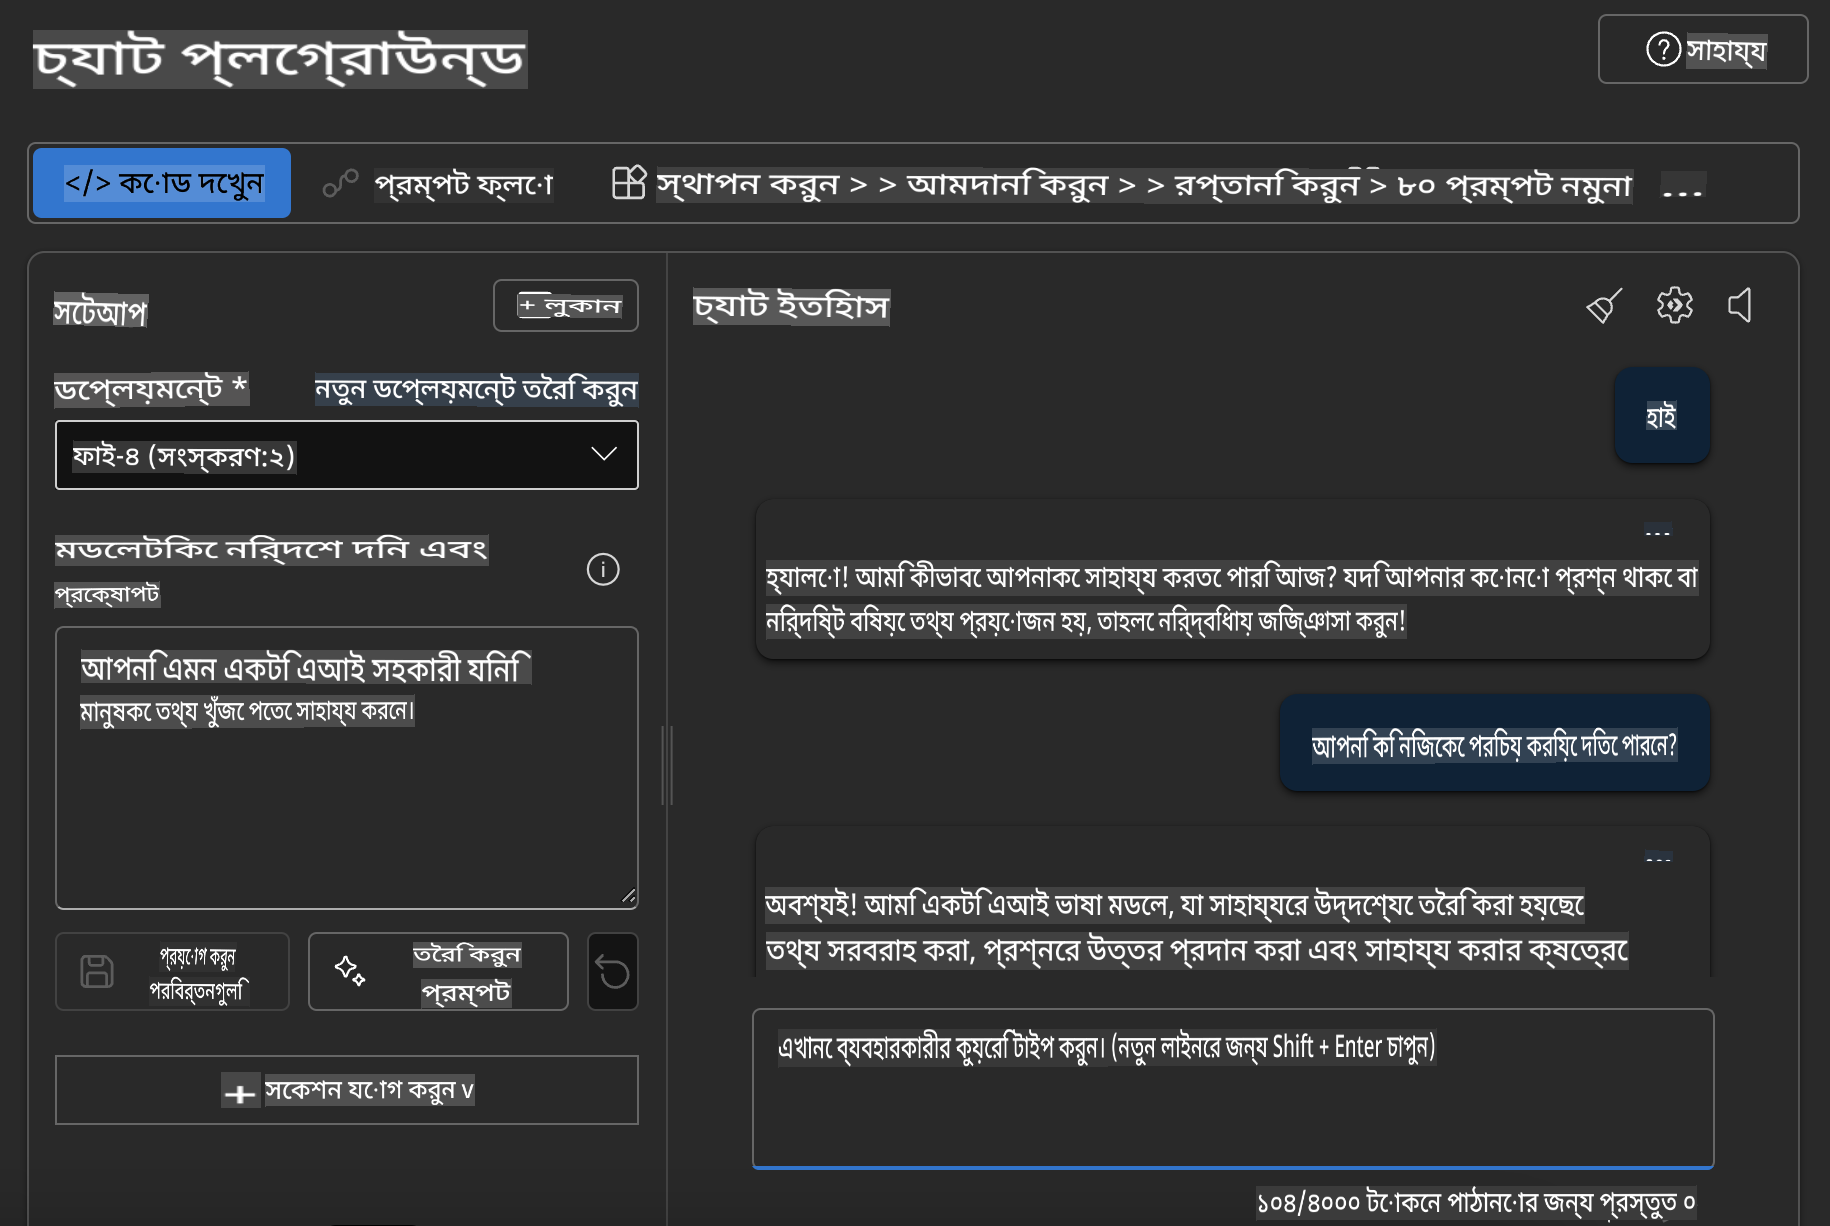 চ্যাট প্লেগ্রাউন্ড
সাহায্য
</> কোড দেখুন
প্রম্পট ফ্লো
স্থাপন করুন > > আমদানি করুন > > রপ্তানি করুন > ৮০ প্রম্পট নমুনা ...
সেটআপ
+ লুকান
ডেপ্লয়মেন্ট *
নতুন ডেপ্লয়মেন্ট তৈরি করুন
ফাই-৪ (সংস্করণ:২)
মডেলটিকে নির্দেশ দিন এবং
প্রেক্ষাপট
আপনি এমন একটি এআই সহকারী যিনি
মানুষকে তথ্য খুঁজে পেতে সাহায্য করেন।
প্রয়োগ করুন
পরিবর্তনগুলি
তৈরি করুন
প্রম্পট
+ সেকশন যোগ করুন v
চ্যাট ইতিহাস
হাই
...
হ্যালো! আমি কীভাবে আপনাকে সাহায্য করতে পারি আজ? যদি আপনার কোনো প্রশ্ন থাকে বা
নির্দিষ্ট বিষয়ে তথ্য প্রয়োজন হয়, তাহলে নির্দ্বিধায় জিজ্ঞাসা করুন!
আপনি কি নিজেকে পরিচয় করিয়ে দিতে পারেন?
...
অবশ্যই! আমি একটি এআই ভাষা মডেল, যা সাহায্যের উদ্দেশ্যে তৈরি করা হয়েছে
তথ্য সরবরাহ করা, প্রশ্নের উত্তর প্রদান করা এবং সাহায্য করার ক্ষেত্রে
এখানে ব্যবহারকারীর কুয়েরি টাইপ করুন। (নতুন লাইনের জন্য Shift + Enter চাপুন)
১০৪/৪০০০ টোকেন পাঠানোর জন্য প্রস্তুত ০